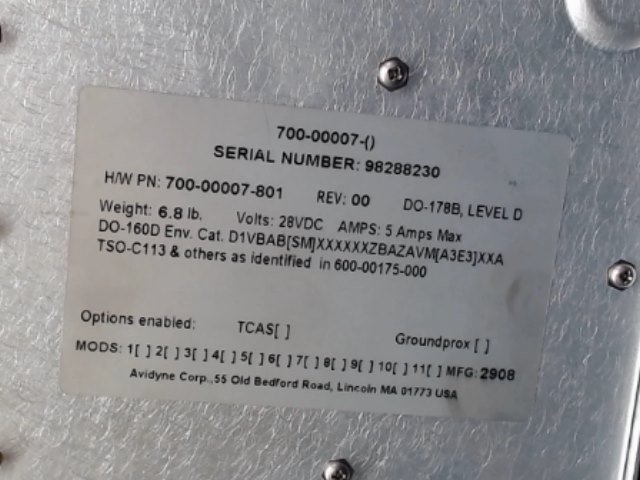 700-00007-()
SERIAL NUMBER: 98288230
H/W PN: 700-00007-801 REV: 00 DO-178B, LEVEL D
Weight: 6.8 lb. Volts: 28VDC AMPS: 5 Amps Max
DO-160D Env. Cat. D1VBAB[SM]XXXXXXZBAZAVM[A3E3]XXA
TSO-C113 & others as identified in 600-00175-000
Options enabled: TCAS[ ] Groundprox [ ]
MODS: 1[ ] 2[ ] 3[ ] 4[ ] 5[ ] 6[ ] 7[ ] 8[ ] 9[ ] 10[ ] 11[ ] MFG: 2908
Avidyne Corp.,55 Old Bedford Road, Lincoln MA 01773 USA